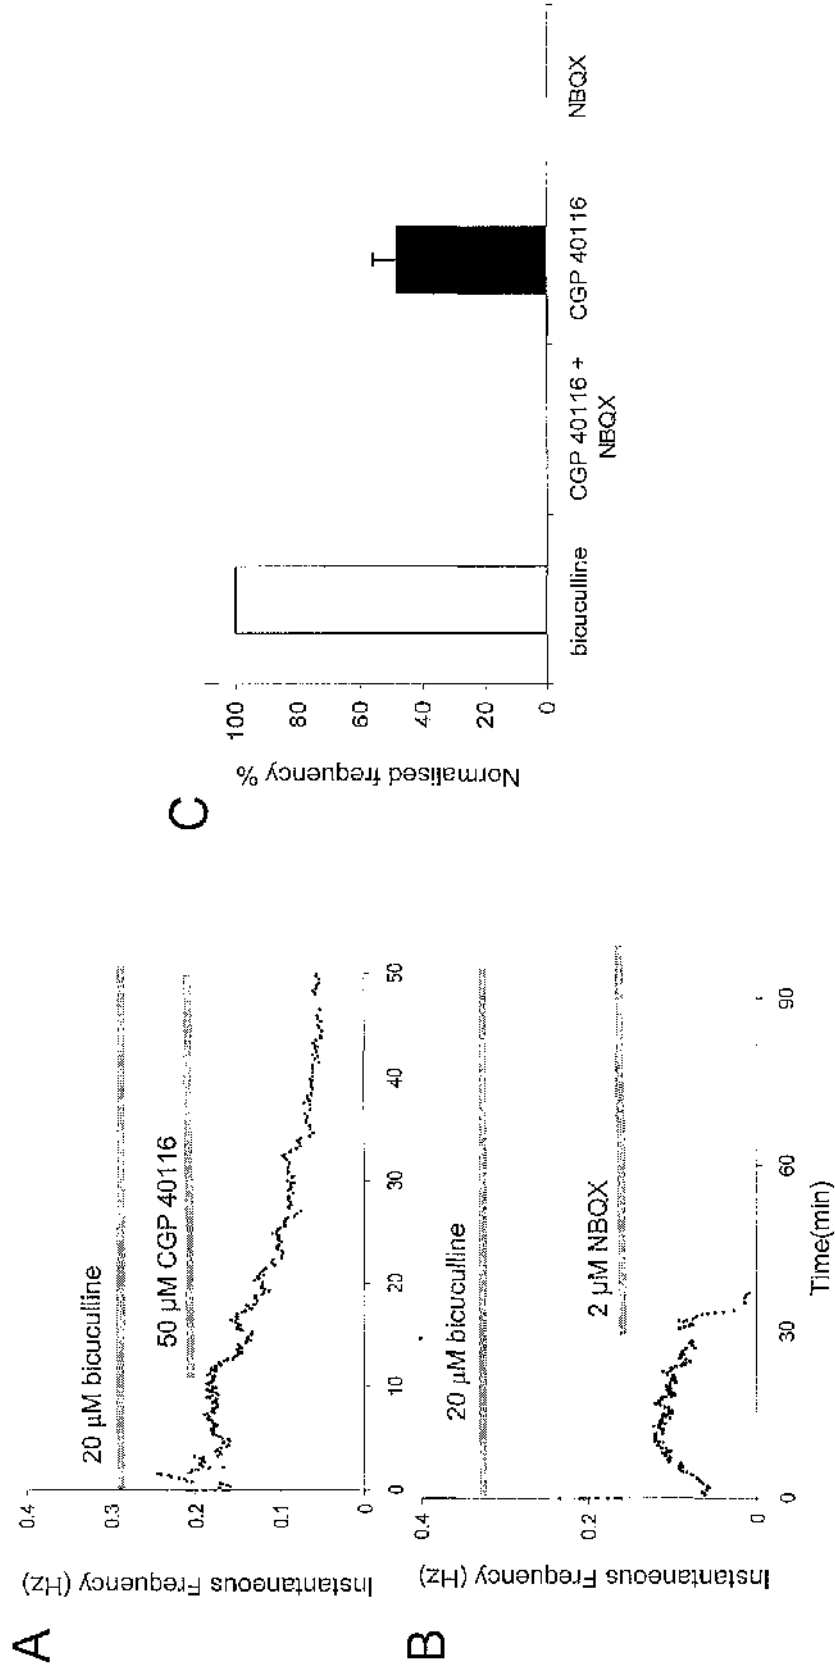 A
Instantaneous Frequency (Hz)
0.4
0.3
0.2
0.1
0
20 µM bicuculline
50 µM CGP 40116
0 10 20 30 40 50
B
Instantaneous Frequency (Hz)
0.4
0.2
0
20 µM bicuculline
2 µM NBQX
0 30 60 90
Time(min)
C
Normalised frequency %
100
80
60
40
20
0
bicuculline
CGP 40116 +
NBQX
CGP 40116
NBQX